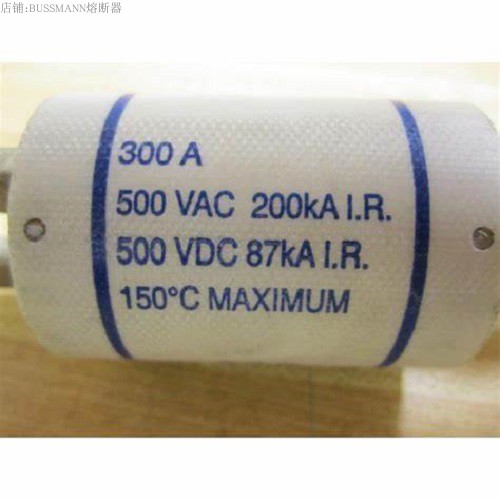 店铺:BUSSMANN熔断器
300 A
500 VAC 200kA I.R.
500 VDC 87kA I.R.
150°C MAXIMUM